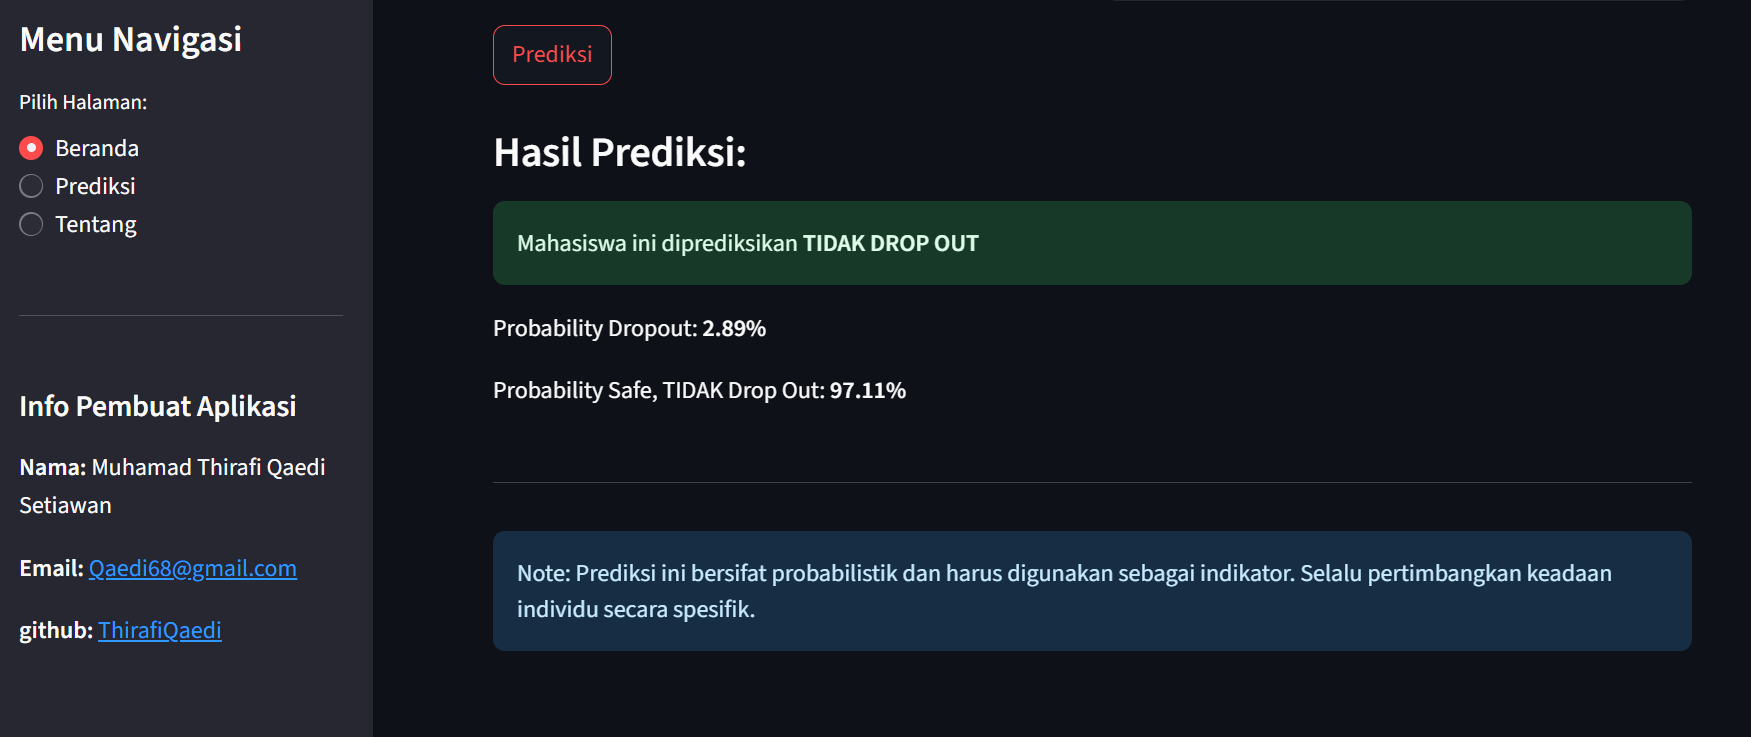 Menu Navigasi
Pilih Halaman:
Beranda
Prediksi
Tentang
Info Pembuat Aplikasi
Nama: Muhamad Thirafi Qaedi
Setiawan
Email: Qaedi68@gmail.com
github: ThirafiQaedi
Prediksi
Hasil Prediksi:
Mahasiswa ini diprediksikan TIDAK DROP OUT
Probability Dropout: 2.89%
Probability Safe, TIDAK Drop Out: 97.11%
Note: Prediksi ini bersifat probabilistik dan harus digunakan sebagai indikator. Selalu pertimbangkan keadaan
individu secara spesifik.